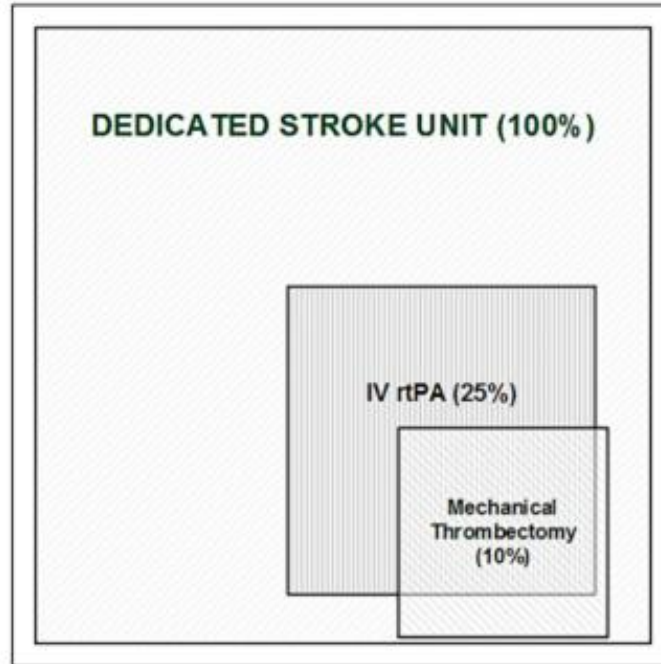 DEDICATED STROKE UNIT (100%)
IV rtPA (25%)
Mechanical
Thrombectomy
(10%)